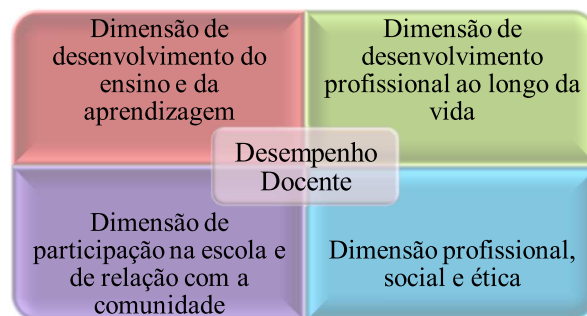 Dimensão de
desenvolvimento do
ensino e da
aprendizagem
Dimensão de
desenvolvimento
profissional ao longo da
vida
Desempenho
Docente
Dimensão de
participação na escola e
de relação com a
comunidade
Dimensão profissional,
social e ética